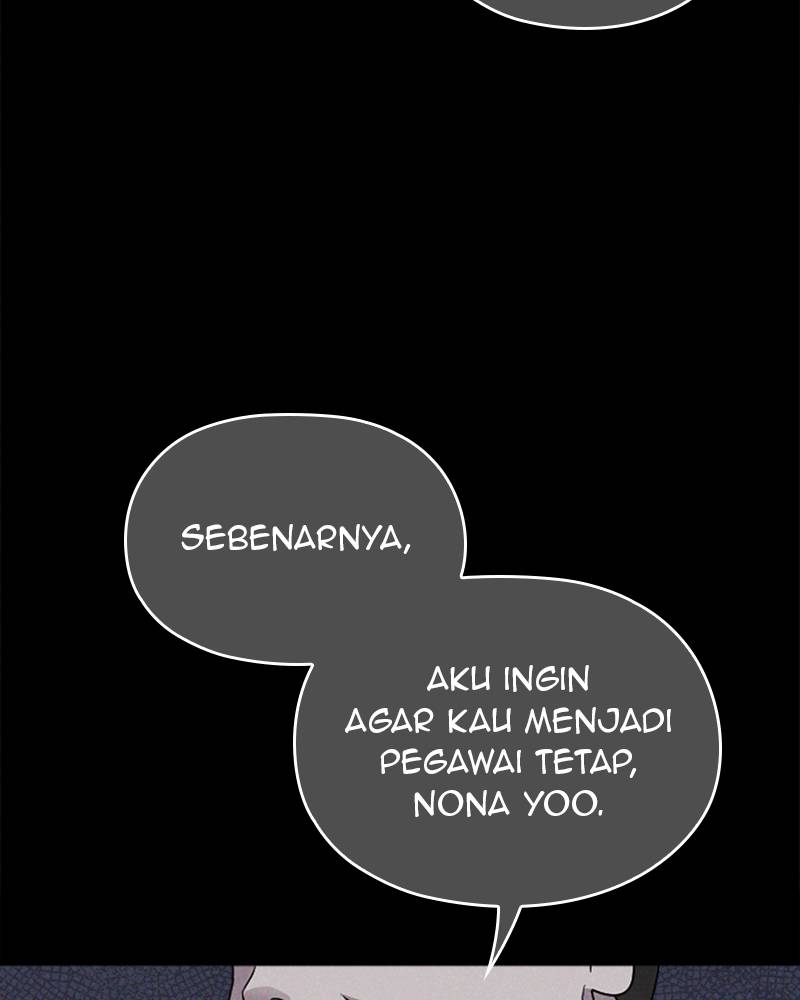 SEBENARNYA,
AKU INGIN
AGAR KAU MENJADI
PEGAWAI TETAP,
NONA YOO.